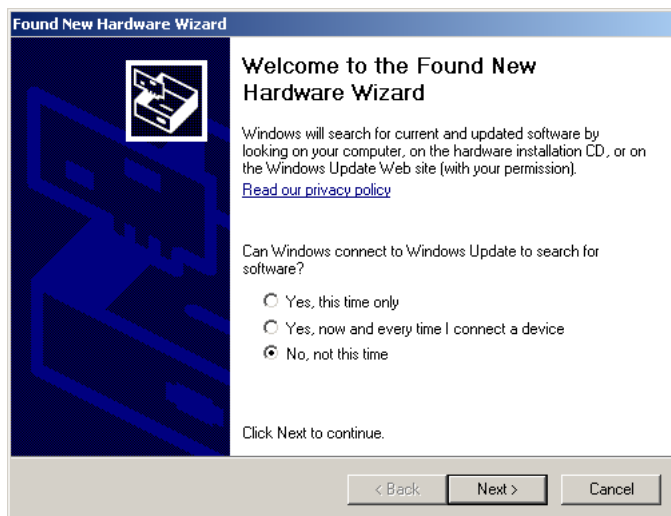 Found New Hardware Wizard
Welcome to the Found New
Hardware Wizard
Windows will search for current and updated software by
looking on your computer, on the hardware installation CD, or on
the Windows Update Web site (with your permission).
Read our privacy policy
Can Windows connect to Windows Update to search for
software?
Yes, this time only
Yes, now and every time I connect a device
No, not this time
Click Next to continue.
< Back
Next >
Cancel